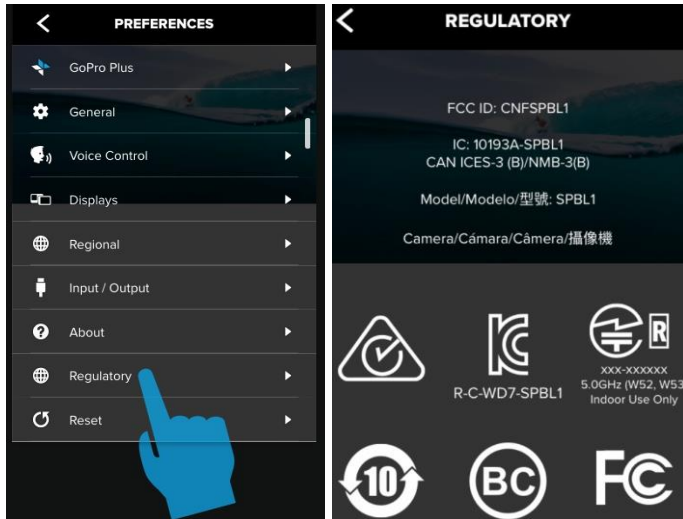 PREFERENCES
GoPro Plus
General
Voice Control
Displays
Regional
Input / Output
About
Regulatory
Reset
REGULATORY
FCC ID: CNFSPBL1
IC: 10193A-SPBL1
CAN ICES-3 (B)/NMB-3(B)
Model/Modelo/型號: SPBL1
Camera/Cámara/Câmera/攝像機
R
R-C-WD7-SPBL1
xxx-xxxxxx
5.0GHz (W52, W53
Indoor Use Only
10
BC
FC